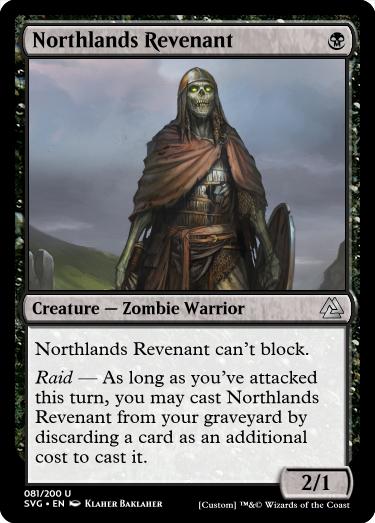 Northlands Revenant
Creature — Zombie Warrior
Northlands Revenant can't block.
Raid — As long as you've attacked
this turn, you may cast Northlands
Revenant from your graveyard by
discarding a card as an additional
cost to cast it.
2/1
081/200 U
SVG • EN Klaher Baklaher
[Custom] ™&© Wizards of the Coast